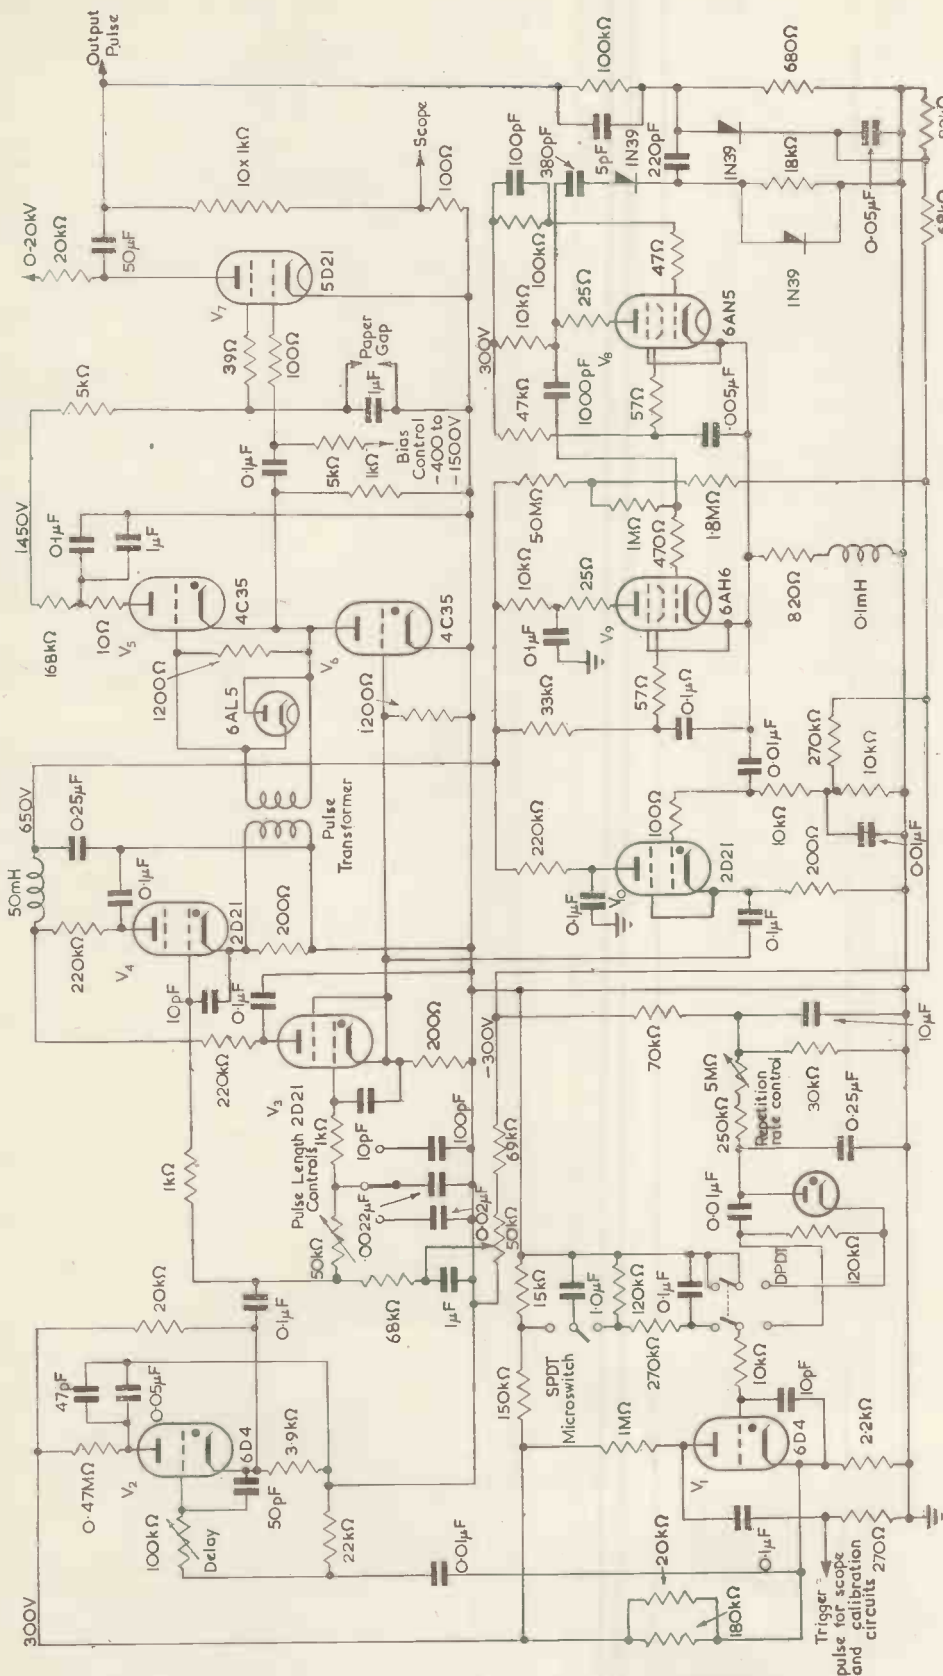 300V
0·47MΩ
47pF
0·05µF
V2
6D4
100kΩ
Delay
50pF
3·9kΩ
22kΩ
0·01µF
20kΩ
0·1µF
1kΩ
68kΩ
1µF
50kΩ
Pulse Length
Controls
1kΩ
10pF
·0022µF
0·02µF
100pF
V3
2D21
220kΩ
200Ω
0·1µF
50mH
650V
0·25µF
220kΩ
0·1µF
V4
2D21
10pF
200Ω
Pulse
Transformer
6AL5
1200Ω
1200Ω
168kΩ
10Ω
V5
4C35
V6
4C35
1450V
0·1µF
1µF
5kΩ
0·1µF
5kΩ
1kΩ
Bias
Control
-400 to
-1500V
1µF
Paper
Gap
39Ω
100Ω
V7
5D21
0-20kV
20kΩ
50µF
Output
Pulse
10x1kΩ
Scope
100Ω
180kΩ
20kΩ
Trigger
pulse for scope
and calibration
circuits
0·1µF
270Ω
150kΩ
1MΩ
V1
6D4
10pF
2·2kΩ
10kΩ
SPDT
Microswitch
15kΩ
1·0µF
120kΩ
270kΩ
0·1µF
DPDT
50kΩ
69kΩ
-300V
0·01µF
120kΩ
250kΩ
5MΩ
Repetition
rate control
0·25µF
30kΩ
70kΩ
10µF
220kΩ
0·1µF
V10
2D21
100Ω
0·1µF
200Ω
10kΩ
0·01µF
270kΩ
10kΩ
0·01µF
33kΩ
0·1µF
10kΩ
25Ω
V9
6AH6
57Ω
0·1µΩ
470Ω
1MΩ
50MΩ
1·8MΩ
820Ω
0·1mH
300V
47kΩ
10kΩ
1000pF
25Ω
V8
6AN5
57Ω
·005µF
47Ω
100kΩ
100pF
380pF
5pF
100kΩ
1N39
220pF
1N39
18kΩ
1N39
680Ω
0·05µF
68kΩ